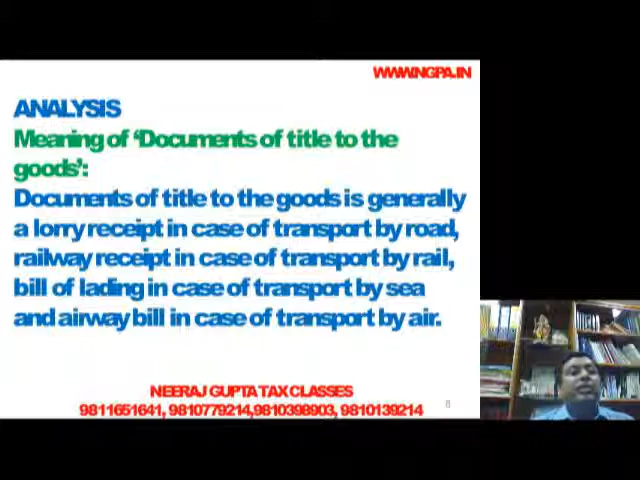 WWW.NGPA.IN
ANALYSIS
Meaning of 'Documents of title to the
goods':
Documents of title to the goods is generally
a lorry receipt in case of transport by road,
railway receipt in case of transport by rail,
bill of lading in case of transport by sea
and airway bill in case of transport by air.
NEERAJ GUPTA TAX CLASSES
9811651641, 9810779214,9810398903, 9810139214
8